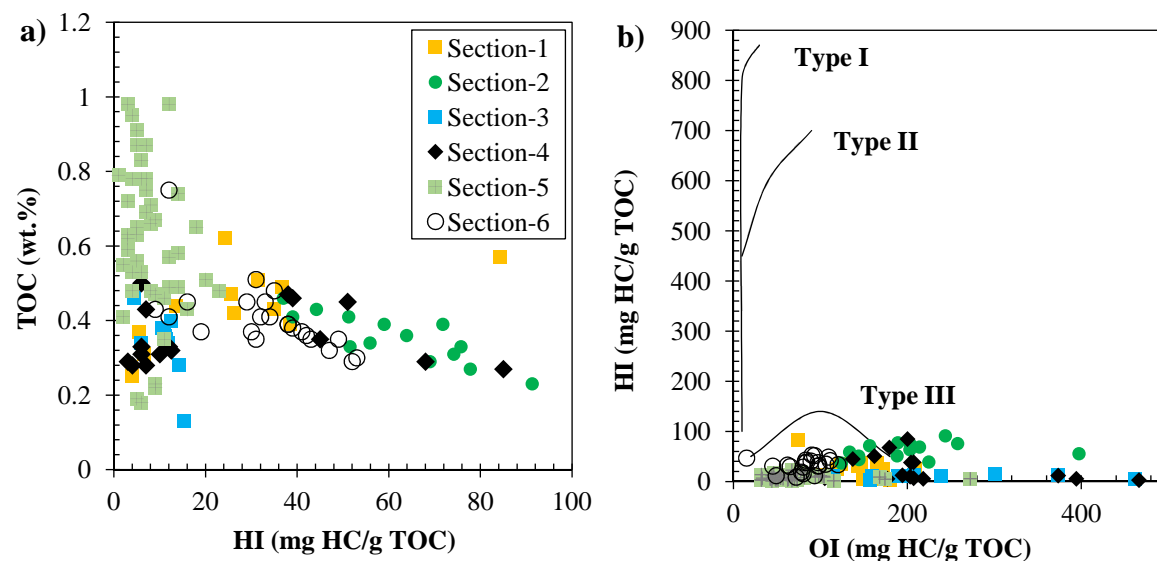 a)
1.2
1
0.8
0.6
0.4
0.2
0
TOC (wt.%)
0 20 40 60 80 100
HI (mg HC/g TOC)
Section-1
Section-2
Section-3
Section-4
Section-5
Section-6
b)
900
800
700
600
500
400
300
200
100
0
HI (mg HC/g TOC)
Type I
Type II
Type III
0 200 400
OI (mg HC/g TOC)